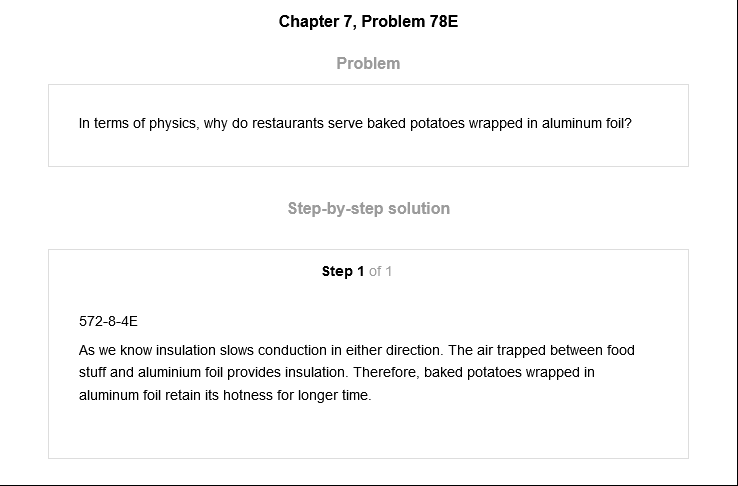 Chapter 7, Problem 78E
Problem
In terms of physics, why do restaurants serve baked potatoes wrapped in aluminum foil?
Step-by-step solution
Step 1 of 1
572-8-4E
As we know insulation slows conduction in either direction. The air trapped between food
stuff and aluminium foil provides insulation. Therefore, baked potatoes wrapped in
aluminum foil retain its hotness for longer time.